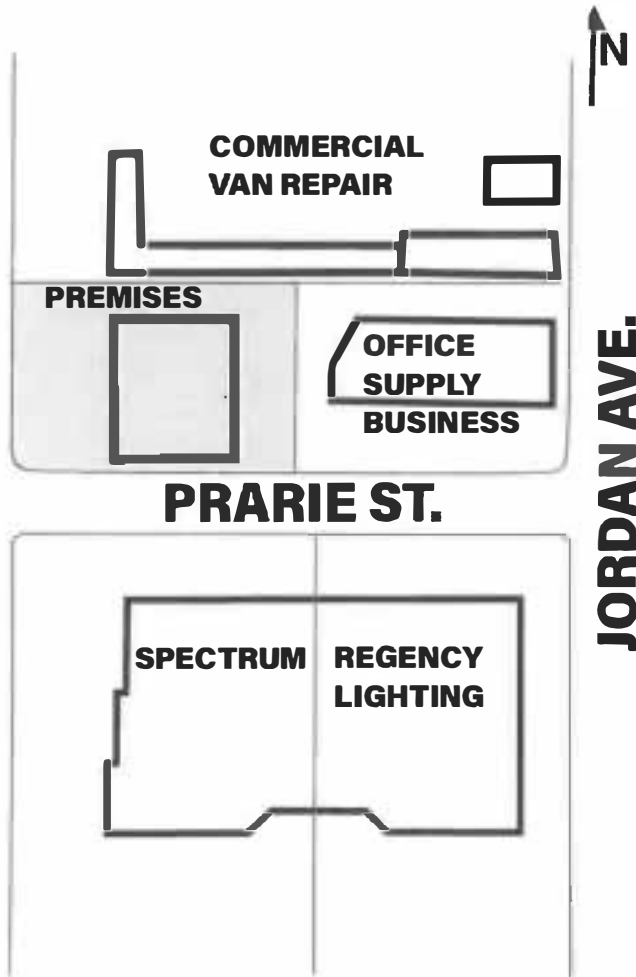 N
COMMERCIAL
VAN REPAIR
PREMISES
OFFICE
SUPPLY
BUSINESS
JORDAN AVE.
PRARIE ST.
SPECTRUM
REGENCY
LIGHTING